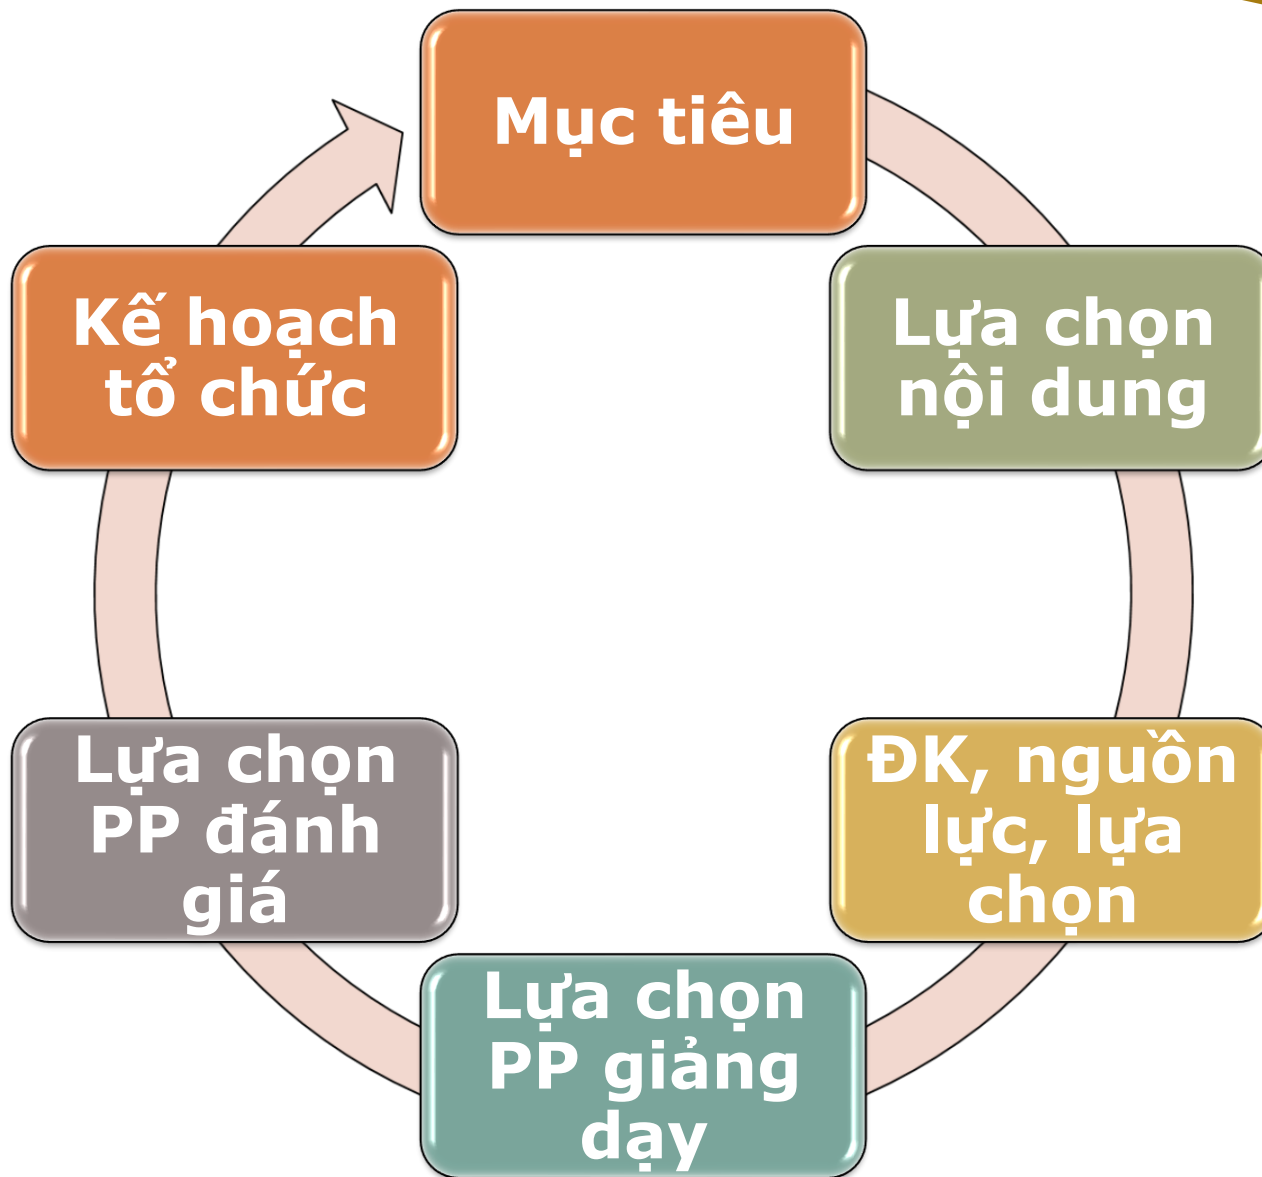 Mục tiêu
Lựa chọn
nội dung
ĐK, nguồn
lực, lựa
chọn
Lựa chọn
PP giảng
dạy
Lựa chọn
PP đánh
giá
Kế hoạch
tổ chức